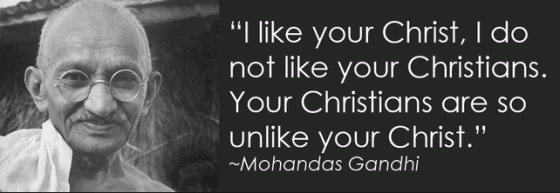 “I like your Christ, I do
not like your Christians.
Your Christians are so
unlike your Christ.”
~Mohandas Gandhi